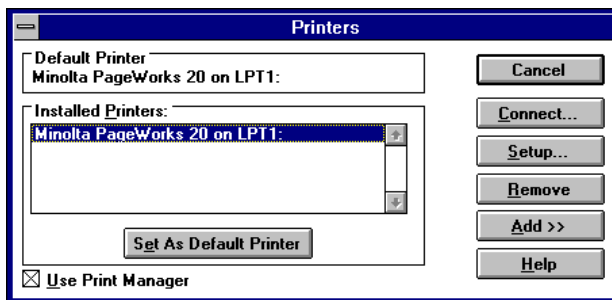 Printers
Default Printer
Minolta PageWorks 20 on LPT1:
Installed Printers:
Minolta PageWorks 20 on LPT1:
Set As Default Printer
Use Print Manager
Cancel
Connect...
Setup...
Remove
Add >>
Help